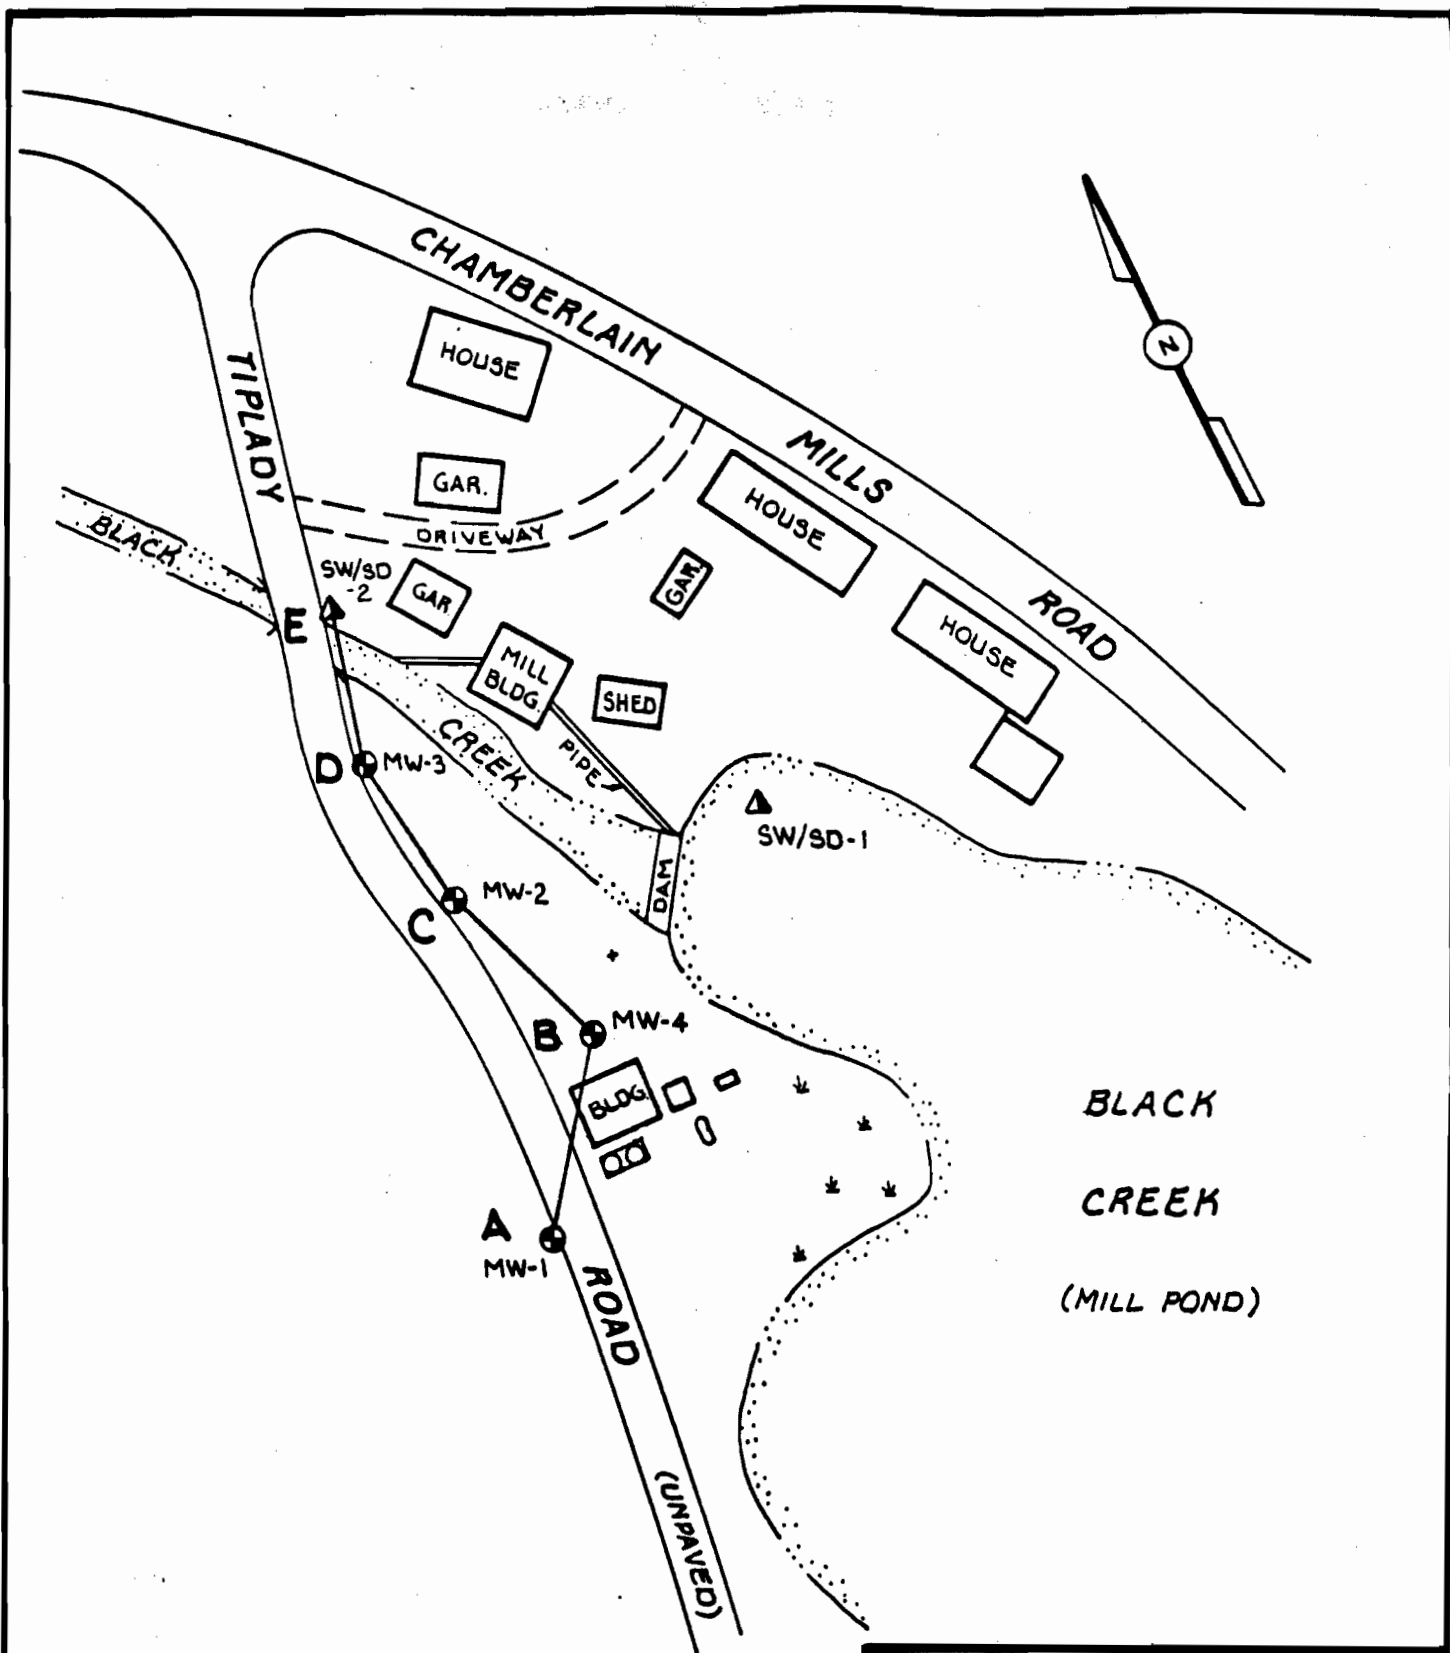 CHAMBERLAIN
MILLS
ROAD
N
TIPLADY
HOUSE
GAR.
DRIVEWAY
HOUSE
BLACK
SW/SD
-2
GAR
GAR.
HOUSE
E
MILL
BLDG.
SHED
CREEK
PIPE
D
MW-3
SW/SD-1
DAM
MW-2
C
MW-4
B
BLDG.
BLACK
CREEK
(MILL POND)
A
MW-1
ROAD
(UNPAVED)